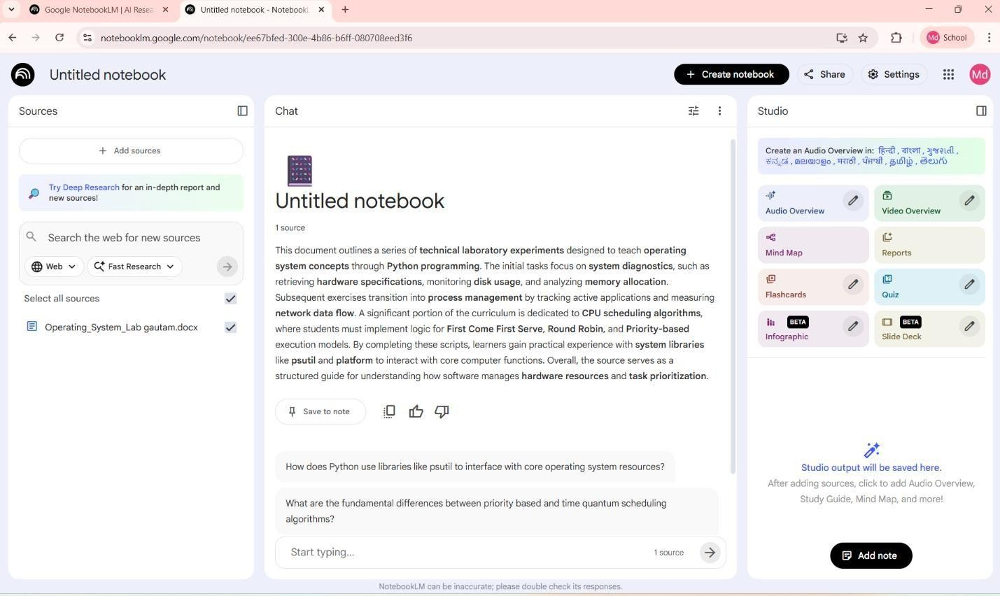 Google NotebookLM | AI Resea
Untitled notebook - NotebookL
notebooklm.google.com/notebook/ee67bfed-300e-4b86-b6ff-080708eed3f6
Md School
Untitled notebook
Create notebook
Share
Settings
Md
Sources
Add sources
Try Deep Research for an in-depth report and
new sources!
Search the web for new sources
Web
Fast Research
Select all sources
Operating_System_Lab gautam.docx
Chat
Untitled notebook
1 source
This document outlines a series of technical laboratory experiments designed to teach operating
system concepts through Python programming. The initial tasks focus on system diagnostics, such as
retrieving hardware specifications, monitoring disk usage, and analyzing memory allocation.
Subsequent exercises transition into process management by tracking active applications and measuring
network data flow. A significant portion of the curriculum is dedicated to CPU scheduling algorithms,
where students must implement logic for First Come First Serve, Round Robin, and Priority-based
execution models. By completing these scripts, learners gain practical experience with system libraries
like psutil and platform to interact with core computer functions. Overall, the source serves as a
structured guide for understanding how software manages hardware resources and task prioritization.
Save to note
How does Python use libraries like psutil to interface with core operating system resources?
What are the fundamental differences between priority based and time quantum scheduling
algorithms?
Start typing...
1 source
NotebookLM can be inaccurate; please double check its responses.
Studio
Create an Audio Overview in: हिन्दी, বাংলা, ગુજરાતી,
ಕನ್ನಡ, മലയാളം, मराठी, ਪੰਜਾਬੀ, தமிழ், తెలుగు
Audio Overview
Video Overview
Mind Map
Reports
Flashcards
Quiz
BETA
Infographic
BETA
Slide Deck
Studio output will be saved here.
After adding sources, click to add Audio Overview,
Study Guide, Mind Map, and more!
Add note